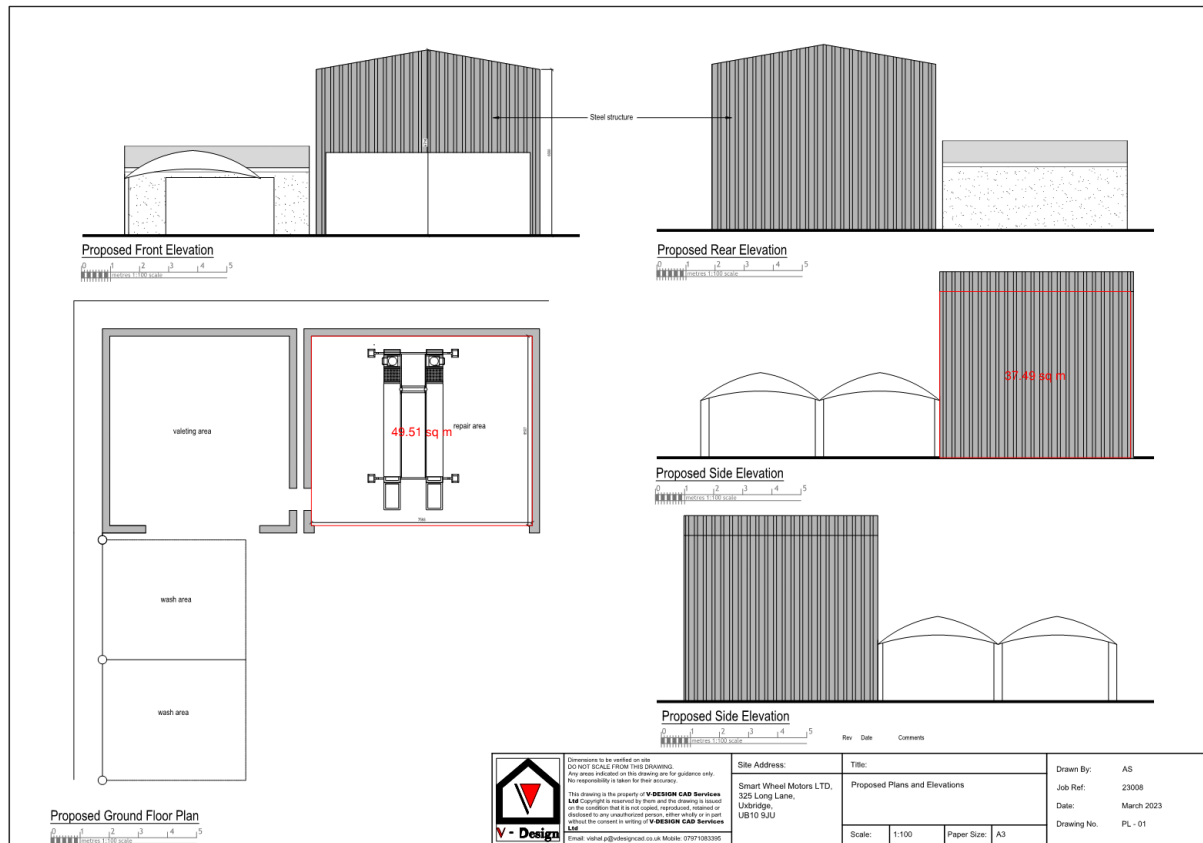 Steel structure
Proposed Front Elevation
0 1 2 3 4 5
metres 1:100 scale
Proposed Rear Elevation
0 1 2 3 4 5
metres 1:100 scale
valeting area
49.51 sq m
repair area
wash area
wash area
Proposed Ground Floor Plan
0 1 2 3 4 5
metres 1:100 scale
37.49 sq m
Proposed Side Elevation
0 1 2 3 4 5
metres 1:100 scale
Proposed Side Elevation
0 1 2 3 4 5
metres 1:100 scale
Rev Date Comments
V - Design
Dimensions to be verified on site
DO NOT SCALE FROM THIS DRAWING.
Any areas indicated on this drawing are for guidance only.
No responsibility is taken for their accuracy.
This drawing is the property of V-DESIGN CAD Services
Ltd Copyright is reserved by them and the drawing is issued
on the condition that it is not copied, reproduced, retained or
disclosed to any unauthorized person, either wholly or in part
without the consent in writing of V-DESIGN CAD Services
Ltd
Email: vishal.p@vdesigncad.co.uk Mobile: 07971083395
Site Address:
Smart Wheel Motors LTD,
325 Long Lane,
Uxbridge,
UB10 9JU
Title:
Proposed Plans and Elevations
Scale: 1:100 Paper Size: A3
Drawn By: AS
Job Ref: 23008
Date: March 2023
Drawing No. PL - 01